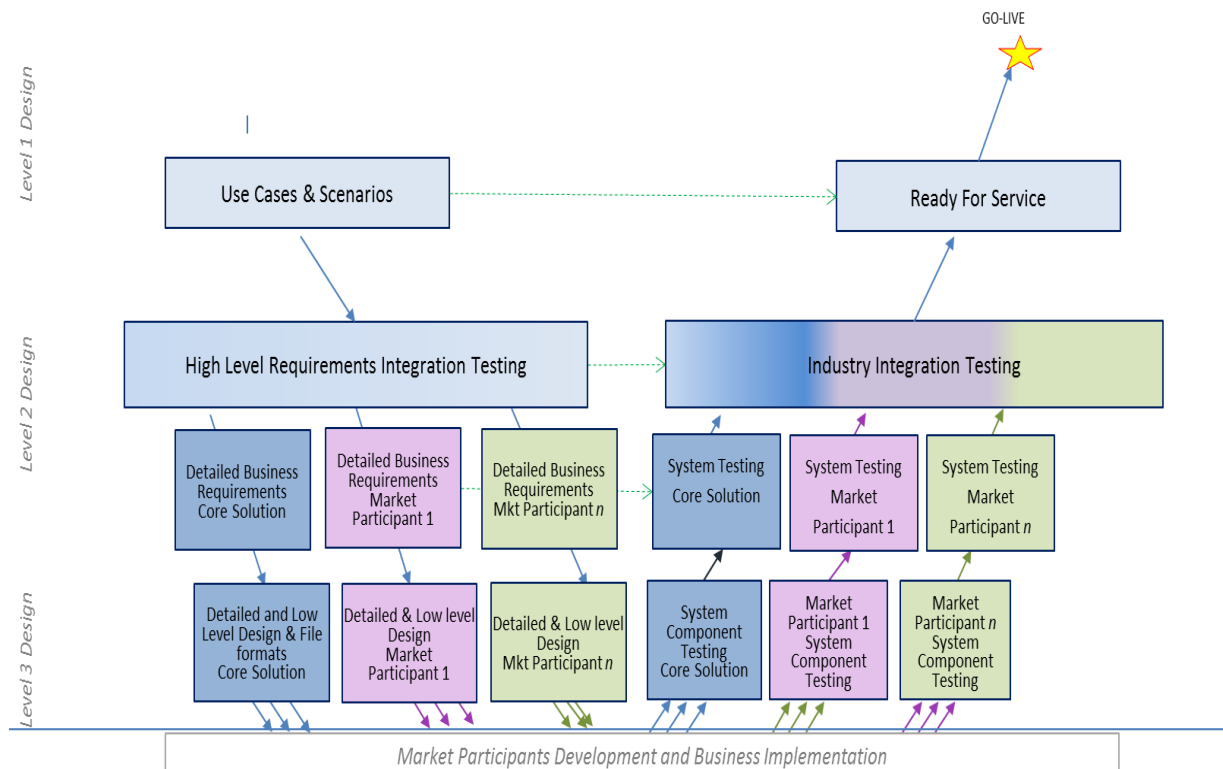 GO-LIVE
Level 1 Design
Use Cases & Scenarios
Ready For Service
Level 2 Design
High Level Requirements Integration Testing
Industry Integration Testing
Detailed Business
Requirements
Core Solution
Detailed Business
Requirements
Market
Participant 1
Detailed Business
Requirements
Mkt Participant n
System Testing
Core Solution
System Testing
Market
Participant 1
System Testing
Market
Participant n
Level 3 Design
Detailed and Low
Level Design & File
formats
Core Solution
Detailed & Low level
Design
Market
Participant 1
Detailed & Low level
Design
Mkt Participant n
System
Component
Testing
Core Solution
Market
Participant 1
System
Component
Testing
Market
Participant n
System
Component
Testing
Market Participants Development and Business Implementation